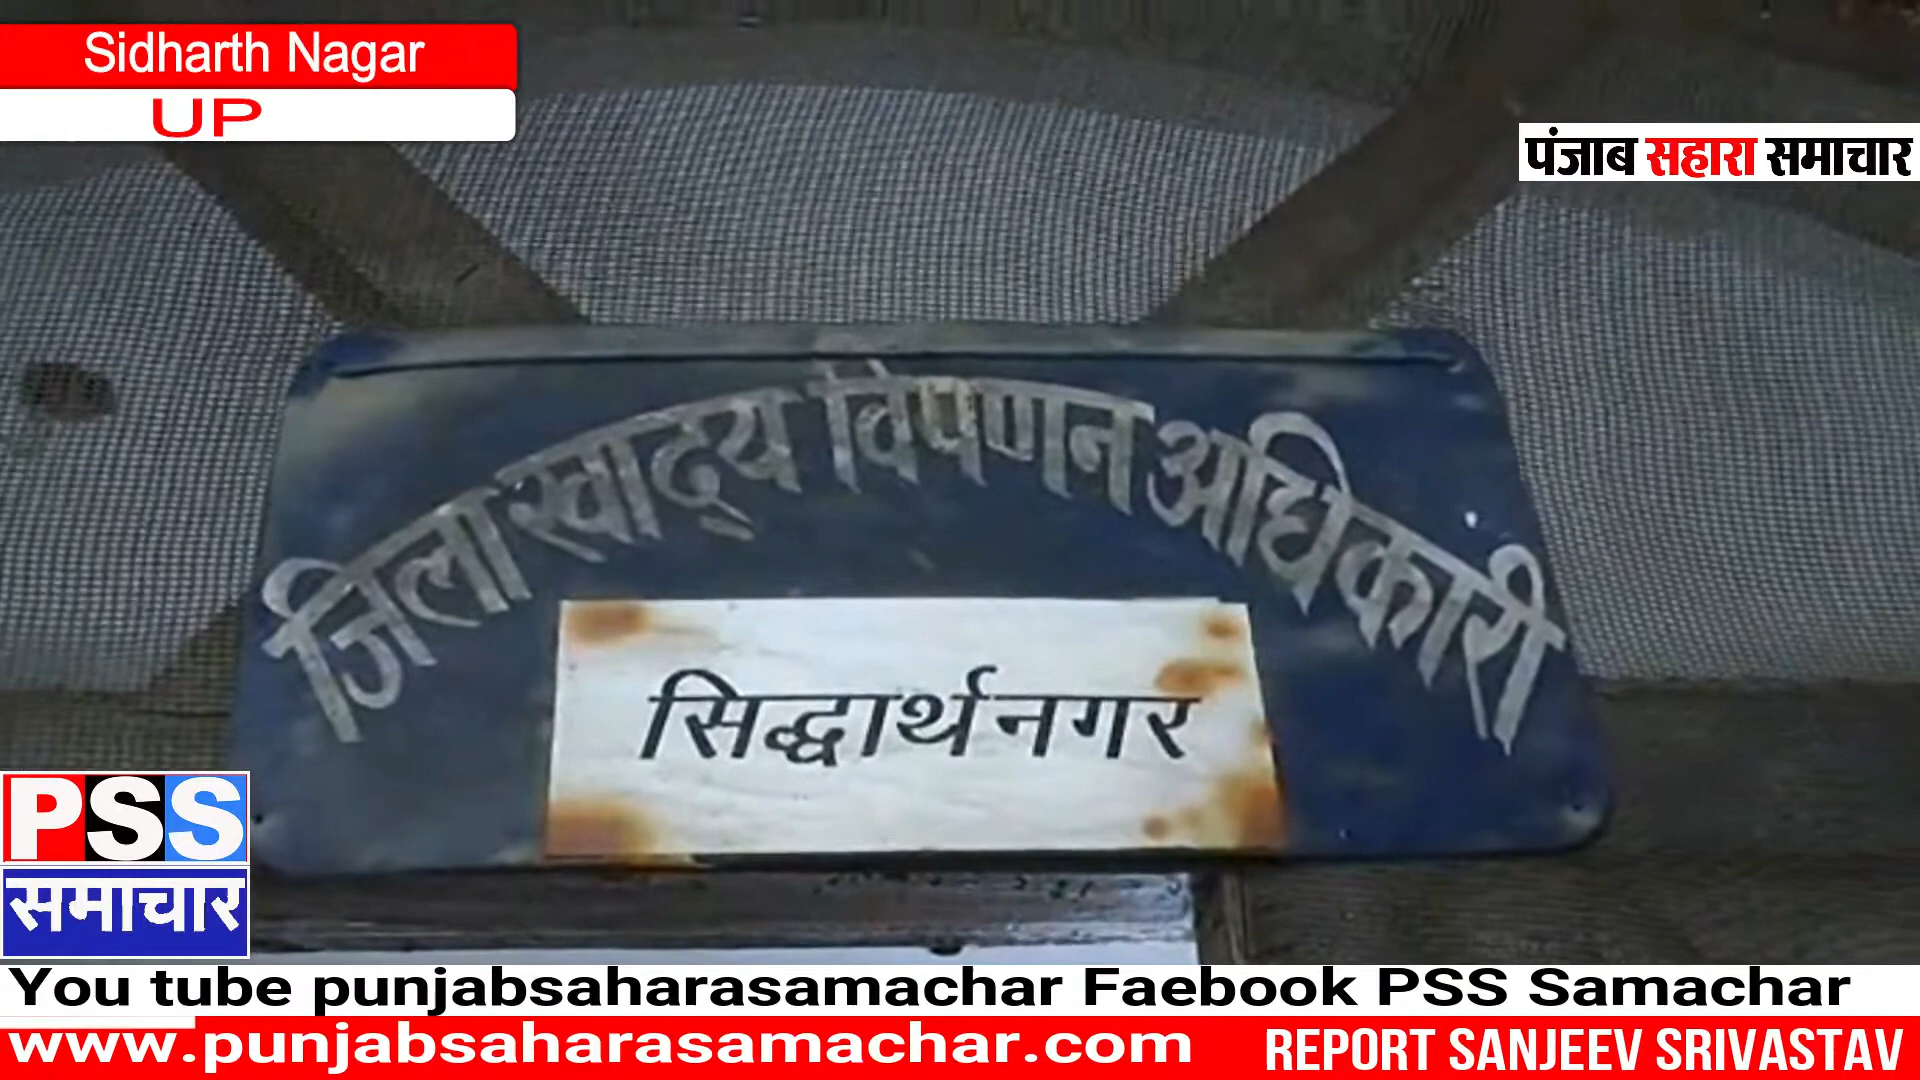 Sidharth Nagar
UP
पंजाब सहारा समाचार
जिला खाद्य विपणन अधिकारी
सिद्धार्थनगर
PSS
समाचार
You tube punjabsaharasamachar Faebook PSS Samachar
www.punjabsaharasamachar.com
REPORT SANJEEV SRIVASTAV